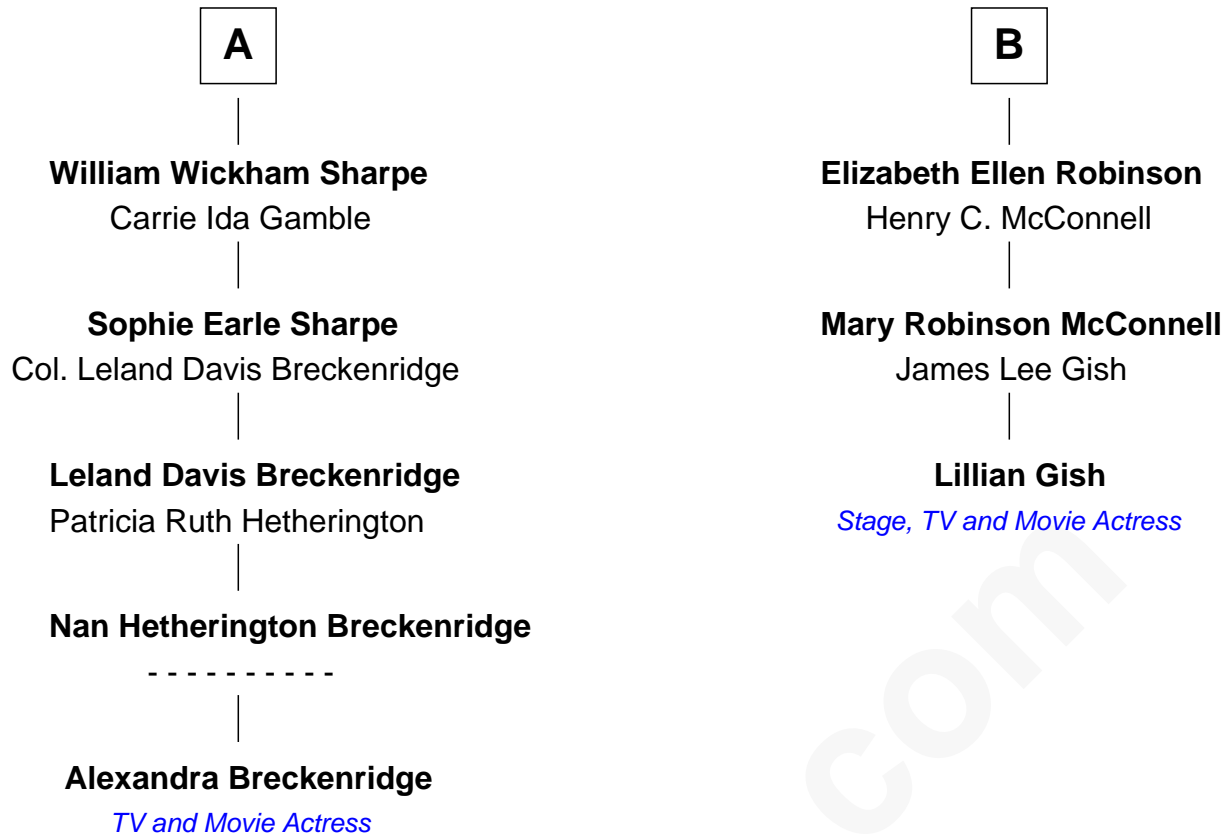 A
William Wickham Sharpe
Carrie Ida Gamble
Sophie Earle Sharpe
Col. Leland Davis Breckenridge
Leland Davis Breckenridge
Patricia Ruth Hetherington
Nan Hetherington Breckenridge
- - - - - - - - - -
Alexandra Breckenridge
TV and Movie Actress
B
Elizabeth Ellen Robinson
Henry C. McConnell
Mary Robinson McConnell
James Lee Gish
Lillian Gish
Stage, TV and Movie Actress
com